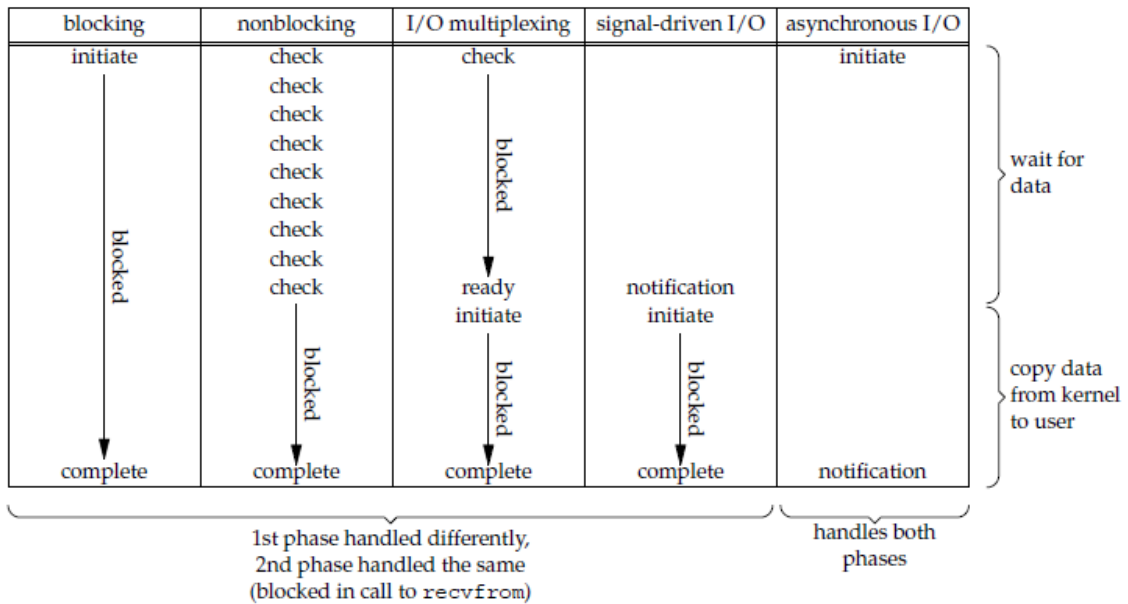 blocking nonblocking I/O multiplexing signal-driven I/O asynchronous I/O
initiate check check initiate
check
check
check
check
check
check
check
check ready notification
initiate initiate
blocked
blocked
blocked
blocked
blocked
complete complete complete complete notification
wait for
data
copy data
from kernel
to user
1st phase handled differently,
2nd phase handled the same
(blocked in call to recvfrom)
handles both
phases